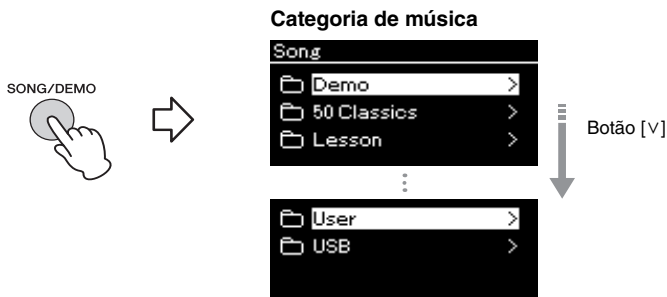 Categoria de música
SONG/DEMO
Song
Demo >
50 Classics >
Lesson >
Botão [∨]
User >
USB >